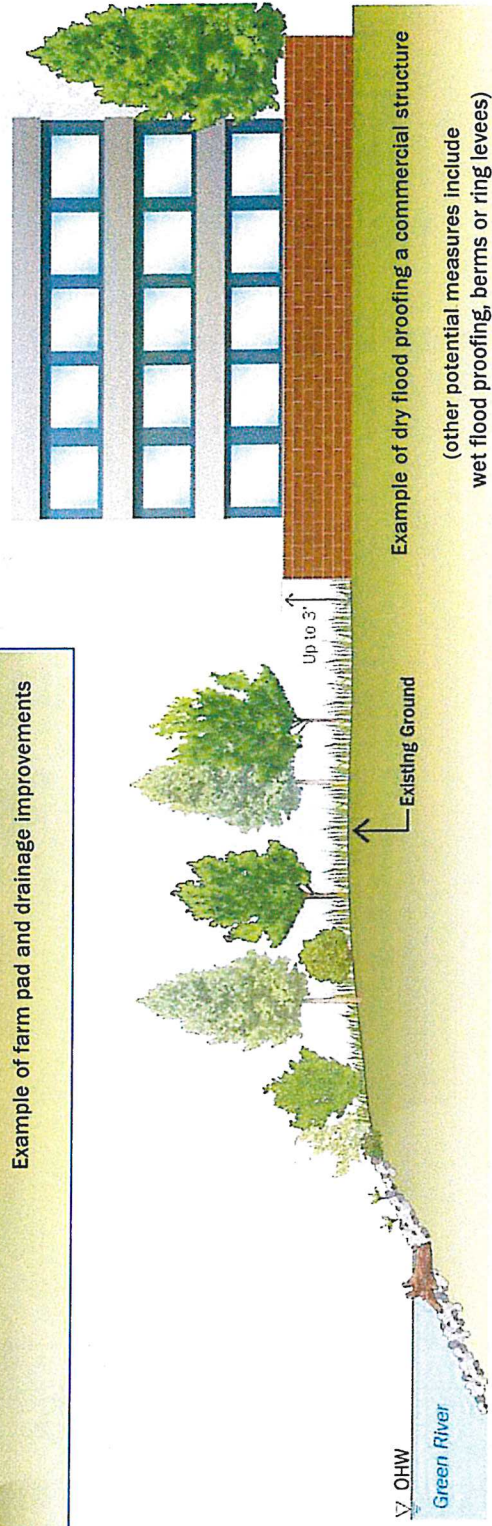 Example of farm pad and drainage improvements
Up to 3'
Existing Ground
OHW
Green River
Example of dry flood proofing a commercial structure
(other potential measures include
wet flood proofing, berms or ring levees)